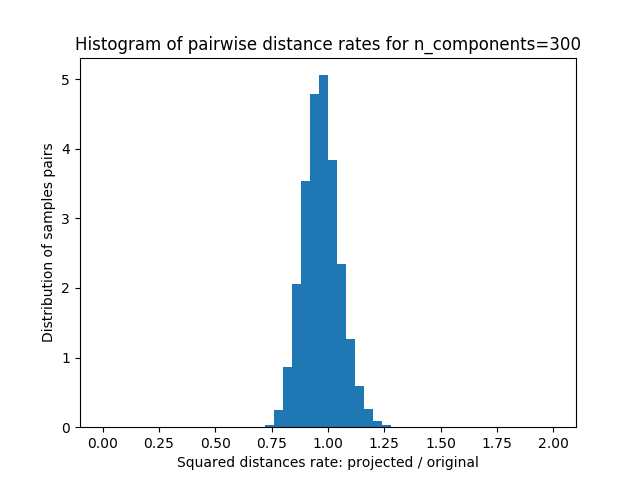 Histogram of pairwise distance rates for n_components=300
5
4
3
2
1
0
Distribution of samples pairs
0.00 0.25 0.50 0.75 1.00 1.25 1.50 1.75 2.00
Squared distances rate: projected / original